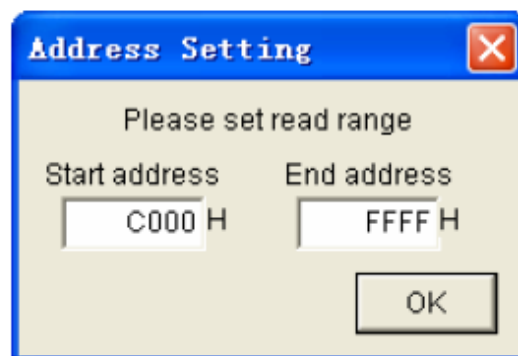 Address Setting
Please set read range
Start address End address
C000 H FFFF H
OK